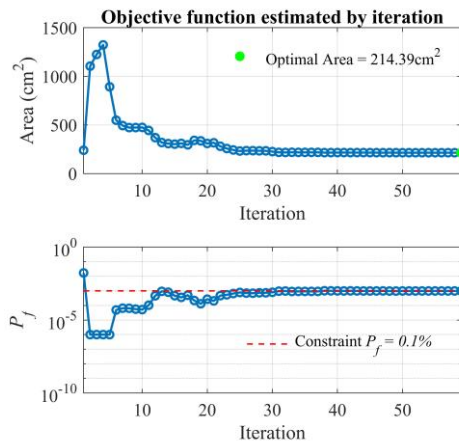 Objective function estimated by iteration
1500
1000
500
0
Area (cm²)
Optimal Area = 214.39cm²
10 20 30 40 50
Iteration
10⁰
10⁻⁵
10⁻¹⁰
P_f
Constraint P_f = 0.1%
10 20 30 40 50
Iteration